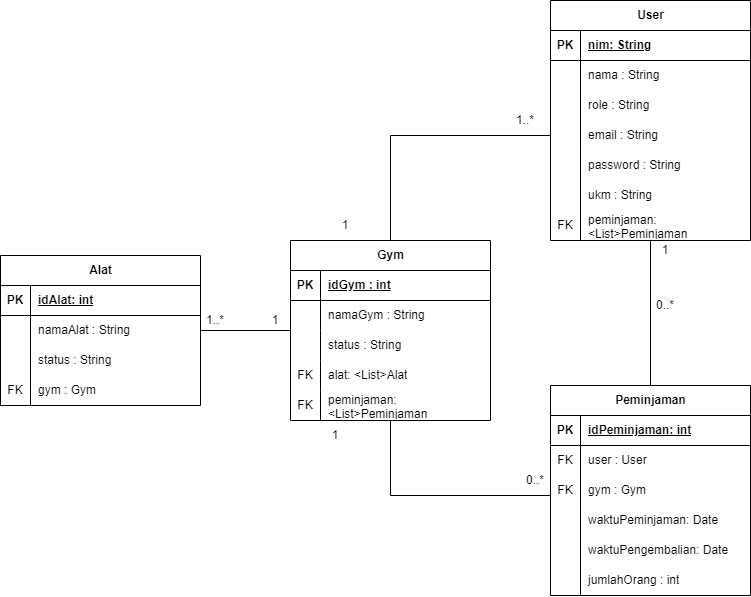 User
PK nim: String
nama : String
role : String
email : String
password : String
ukm : String
FK peminjaman:
<List>Peminjaman
1..*
1
1
0..*
Alat
PK idAlat: int
namaAlat : String
status : String
FK gym : Gym
1..*
1
Gym
PK idGym : int
namaGym : String
status : String
FK alat: <List>Alat
FK peminjaman:
<List>Peminjaman
1
0..*
Peminjaman
PK idPeminjaman: int
FK user : User
FK gym : Gym
waktuPeminjaman: Date
waktuPengembalian: Date
jumlahOrang : int